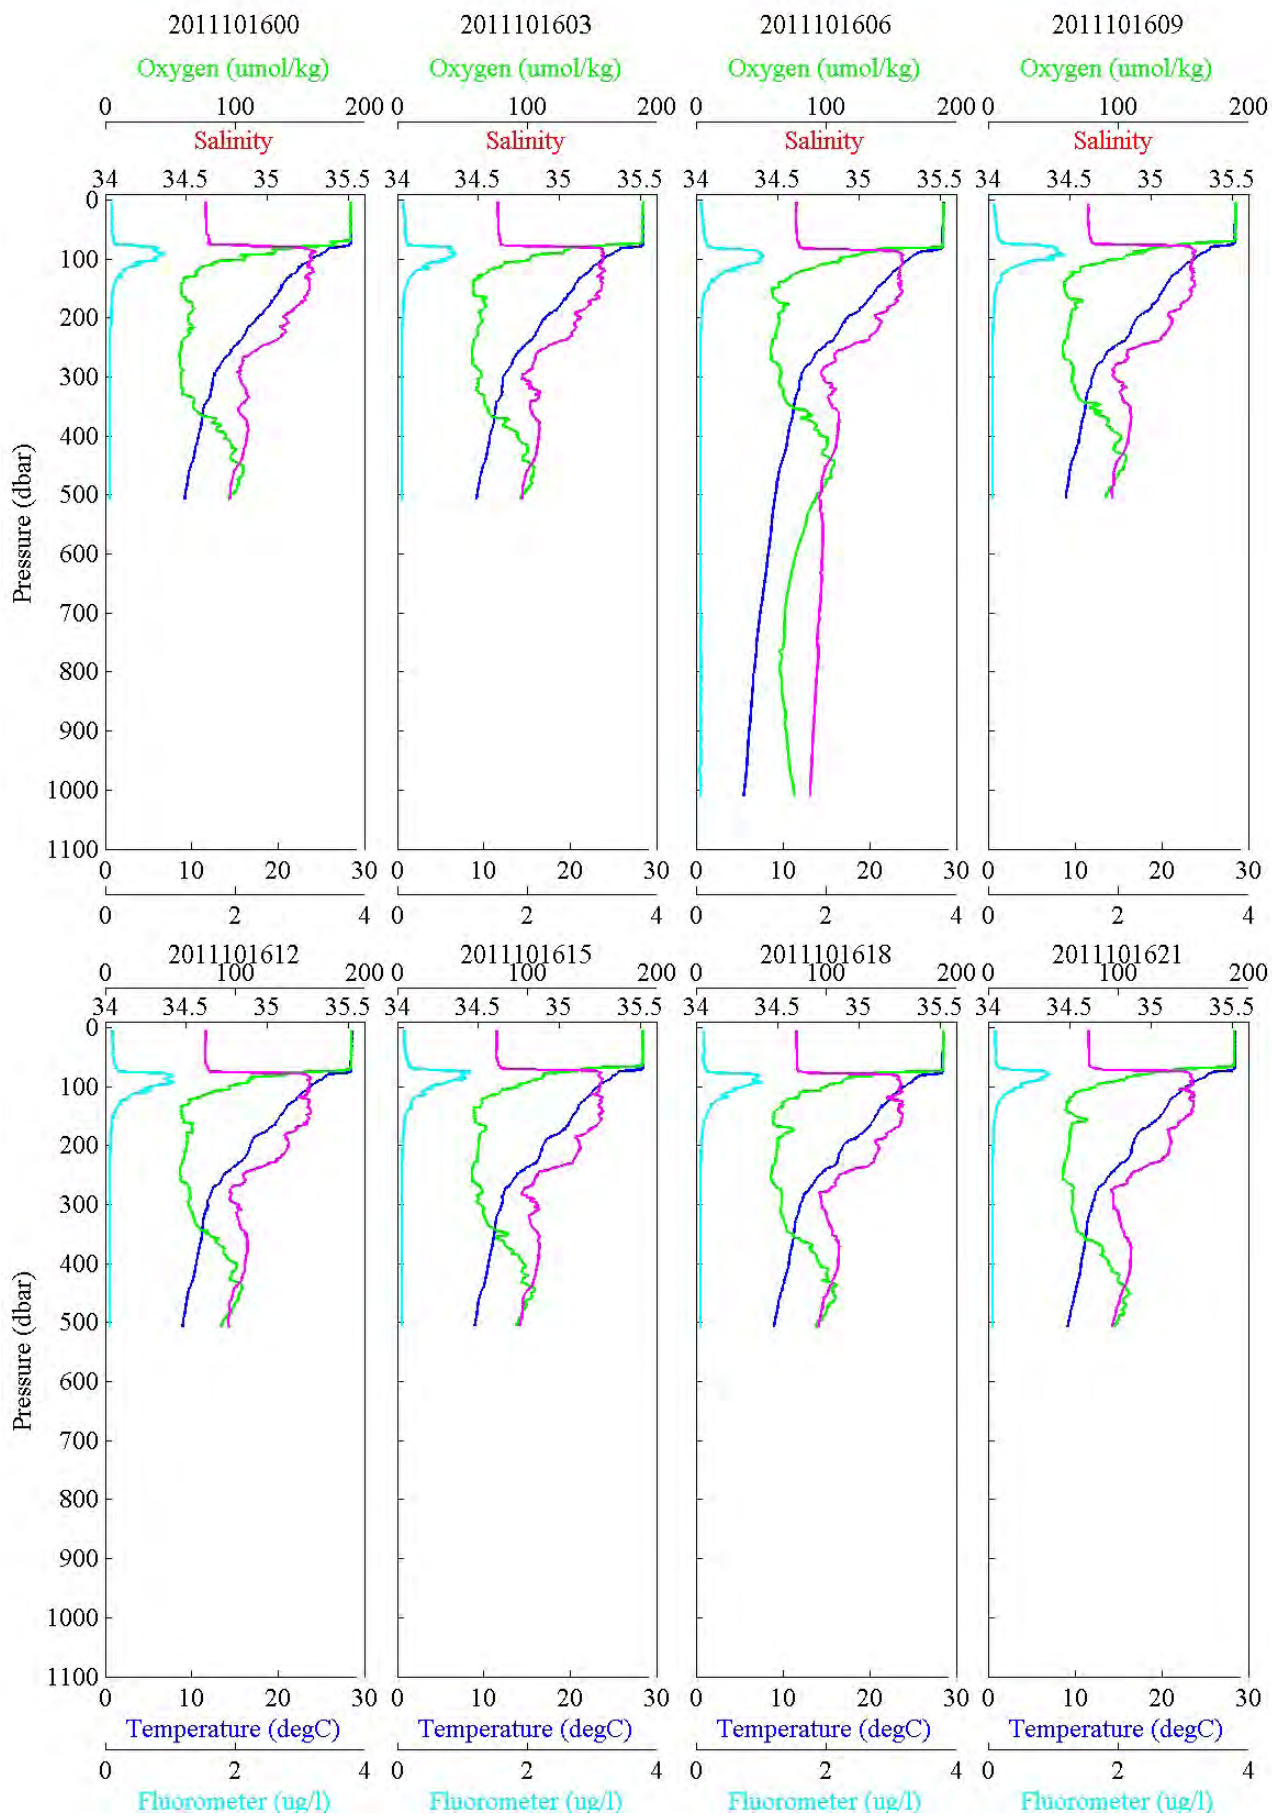 2011101600 2011101603 2011101606 2011101609
Oxygen (umol/kg) Oxygen (umol/kg) Oxygen (umol/kg) Oxygen (umol/kg)
0 100 200 0 100 200 0 100 200 0 100 200
Salinity Salinity Salinity Salinity
34 34.5 35 35.5 34 34.5 35 35.5 34 34.5 35 35.5 34 34.5 35 35.5
0
100
200
300
400
500
600
700
800
900
1000
1100
Pressure (dbar)
0 10 20 30 0 10 20 30 0 10 20 30 0 10 20 30
0 2 4 0 2 4 0 2 4 0 2 4
2011101612 2011101615 2011101618 2011101621
0 100 200 0 100 200 0 100 200 0 100 200
34 34.5 35 35.5 34 34.5 35 35.5 34 34.5 35 35.5 34 34.5 35 35.5
0
100
200
300
400
500
600
700
800
900
1000
1100
Pressure (dbar)
0 10 20 30 0 10 20 30 0 10 20 30 0 10 20 30
Temperature (degC) Temperature (degC) Temperature (degC) Temperature (degC)
0 2 4 0 2 4 0 2 4 0 2 4
Fluorometer (ug/l) Fluorometer (ug/l) Fluorometer (ug/l) Fluorometer (ug/l)